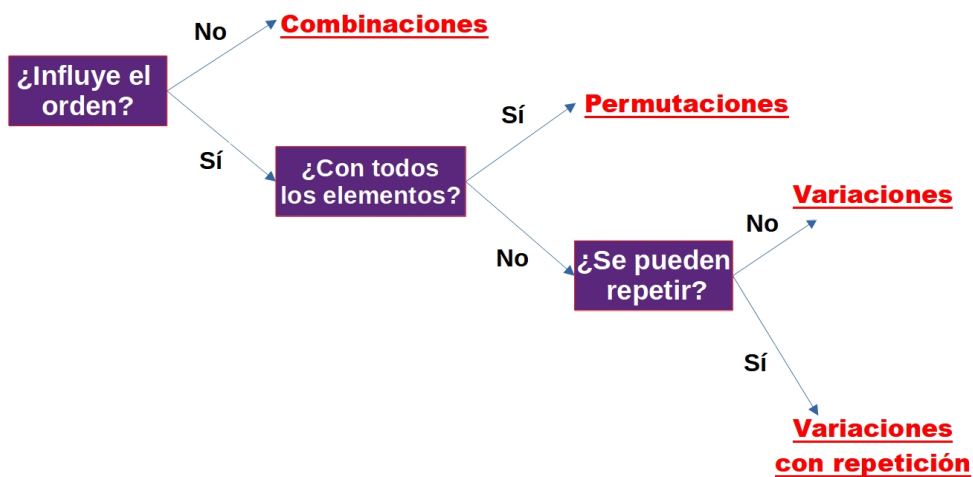 No
Combinaciones
¿Influye el
orden?
Sí
¿Con todos
los elementos?
Sí
Permutaciones
No
¿Se pueden
repetir?
No
Variaciones
Sí
Variaciones
con repetición